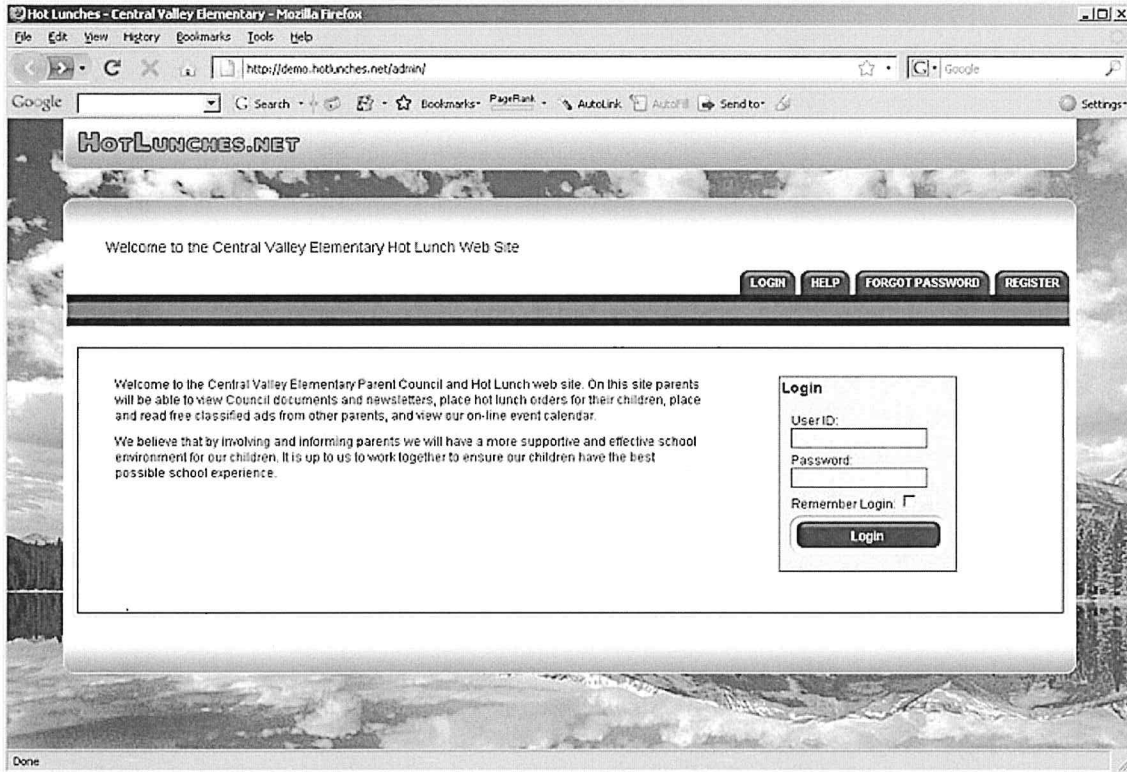 Hot Lunches - Central Valley Elementary - Mozilla Firefox
File Edit View History Bookmarks Tools Help
http://demo.hotlunches.net/admin/
G Google
Google
G Search Bookmarks PageRank AutoLink AutoFill Send to Settings
HotLunches.net
Welcome to the Central Valley Elementary Hot Lunch Web Site
LOGIN HELP FORGOT PASSWORD REGISTER
Welcome to the Central Valley Elementary Parent Council and Hot Lunch web site. On this site parents
will be able to view Council documents and newsletters, place hot lunch orders for their children, place
and read free classified ads from other parents, and view our on-line event calendar.
We believe that by involving and informing parents we will have a more supportive and effective school
environment for our children. It is up to us to work together to ensure our children have the best
possible school experience.
Login
User ID:
Password:
Remember Login:
Login
Done